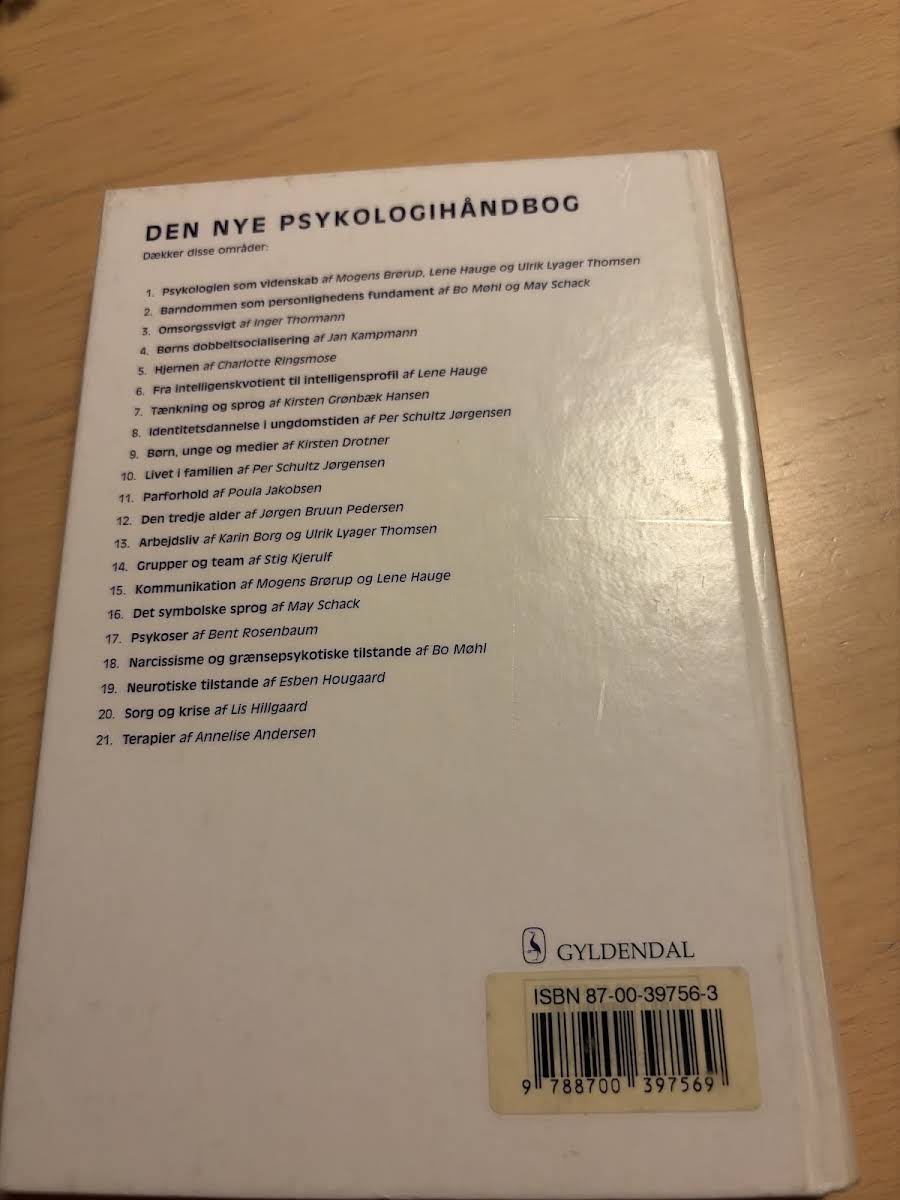 DEN NYE PSYKOLOGIHÅNDBOG
Dækker disse områder:
1. Psykologien som videnskab af Mogens Brørup, Lene Hauge og Ulrik Lyager Thomsen
2. Barndommen som personlighedens fundament af Bo Møhl og May Schack
3. Omsorgssvigt af Inger Thormann
4. Børns dobbeltsocialisering af Jan Kampmann
5. Hjernen af Charlotte Ringsmose
6. Fra intelligenskvotient til intelligensprofil af Lene Hauge
7. Tænkning og sprog af Kirsten Grønbæk Hansen
8. Identitetsdannelse i ungdomstiden af Per Schultz Jørgensen
9. Børn, unge og medier af Kirsten Drotner
10. Livet i familien af Per Schultz Jørgensen
11. Parforhold af Poula Jakobsen
12. Den tredje alder af Jørgen Bruun Pedersen
13. Arbejdsliv af Karin Borg og Ulrik Lyager Thomsen
14. Grupper og team af Stig Kjerulf
15. Kommunikation af Mogens Brørup og Lene Hauge
16. Det symbolske sprog af May Schack
17. Psykoser af Bent Rosenbaum
18. Narcissisme og grænsepsykotiske tilstande af Bo Møhl
19. Neurotiske tilstande af Esben Hougaard
20. Sorg og krise af Lis Hillgaard
21. Terapier af Annelise Andersen
GYLDENDAL
ISBN 87-00-39756-3
9 788700 397569